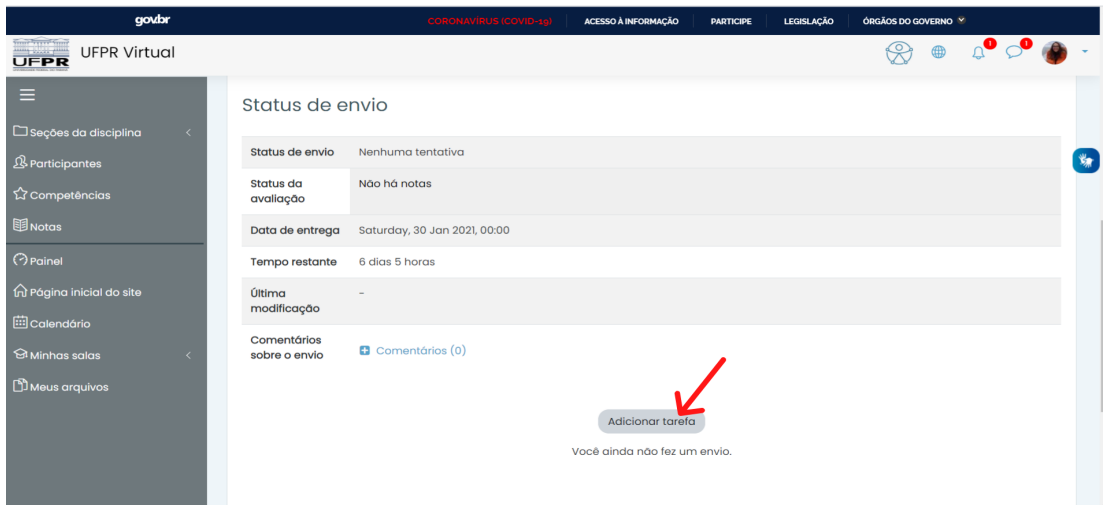 gov.br CORONAVÍRUS (COVID-19) ACESSO À INFORMAÇÃO PARTICIPE LEGISLAÇÃO ÓRGÃOS DO GOVERNO
UFPR UFPR Virtual
1 1
Status de envio
Seções da disciplina
Participantes
Competências
Notas
Painel
Página inicial do site
Calendário
Minhas salas
Meus arquivos
Status de envio Nenhuma tentativa
Status da
avaliação
Não há notas
Data de entrega Saturday, 30 Jan 2021, 00:00
Tempo restante 6 dias 5 horas
Última
modificação
-
Comentários
sobre o envio
Comentários (0)
Adicionar tarefa
Você ainda não fez um envio.